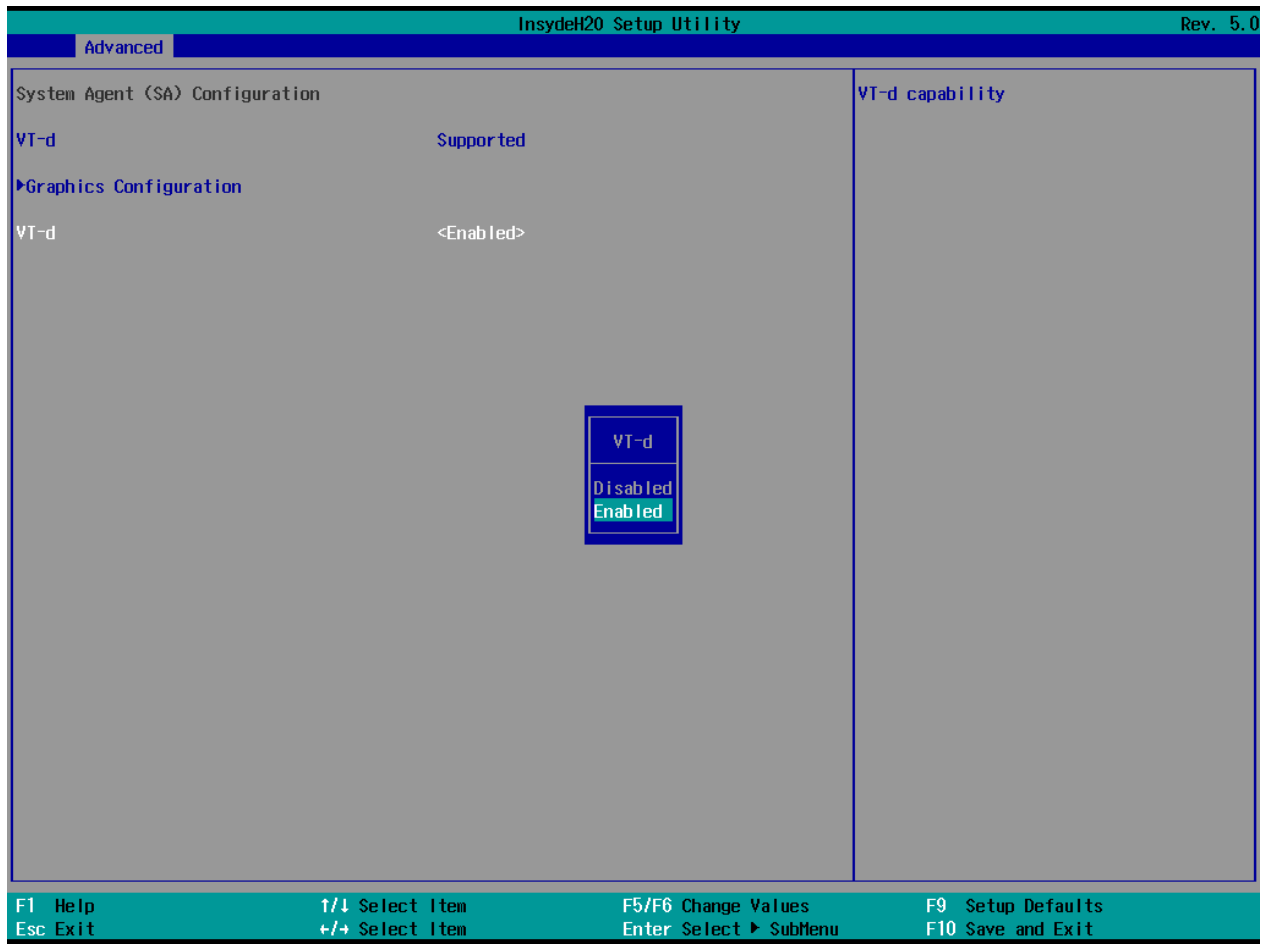 InsydeH20 Setup Utility Rev. 5.0
Advanced
System Agent (SA) Configuration
VT-d capability
VT-d Supported
▶Graphics Configuration
VT-d <Enabled>
VT-d
Disabled
Enabled
F1 Help ↑/↓ Select Item F5/F6 Change Values F9 Setup Defaults
Esc Exit ←/→ Select Item Enter Select ▶ SubMenu F10 Save and Exit